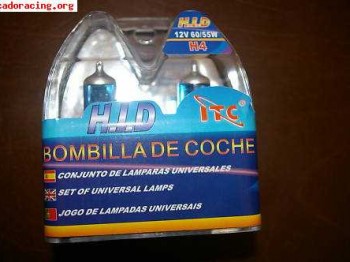 cadoracing.org
H.I.D
12V 60/55W
H4
H.I.D
ITC
BOMBILLA DE COCHE
CONJUNTO DE LAMPARAS UNIVERSALES
SET OF UNIVERSAL LAMPS
JOGO DE LAMPADAS UNIVERSAIS